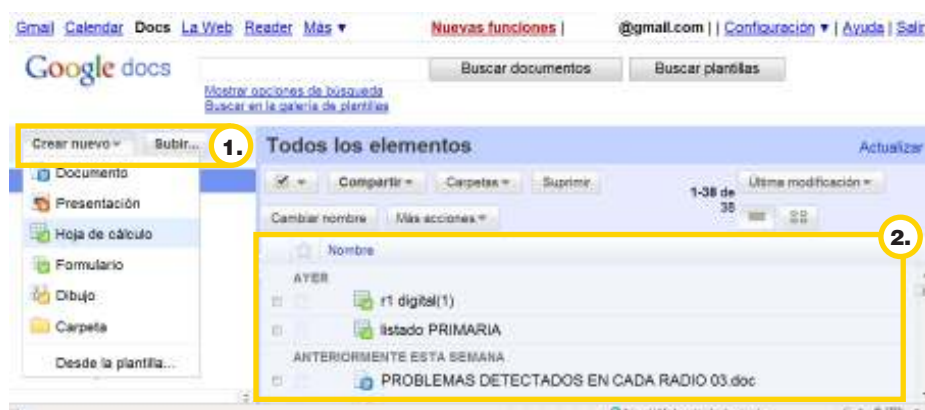 Gmail Calendar Docs La Web Reader Más ▼ Nuevas funciones | @gmail.com | | Configuración ▼ | Ayuda | Salir
Google docs Buscar documentos Buscar plantillas
Mostrar opciones de búsqueda
Buscar en la galería de plantillas
Crear nuevo Subir... 1. Todos los elementos Actualizar
Documento
Compartir Carpetas Suprimir 1-38 de 38 Última modificación
Presentación
Cambiar nombre Más acciones
Hoja de cálculo
2.
Nombre
Formulario
AYER
Dibujo
r1 digital(1)
Carpeta
listado PRIMARIA
Desde la plantilla...
ANTERIORMENTE ESTA SEMANA
PROBLEMAS DETECTADOS EN CADA RADIO 03.doc